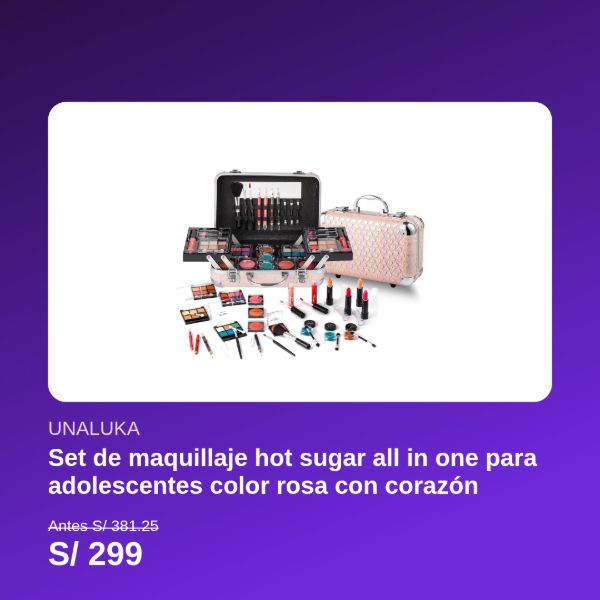 UNALUKA
Set de maquillaje hot sugar all in one para
adolescentes color rosa con corazón
Antes S/ 381.25
S/ 299